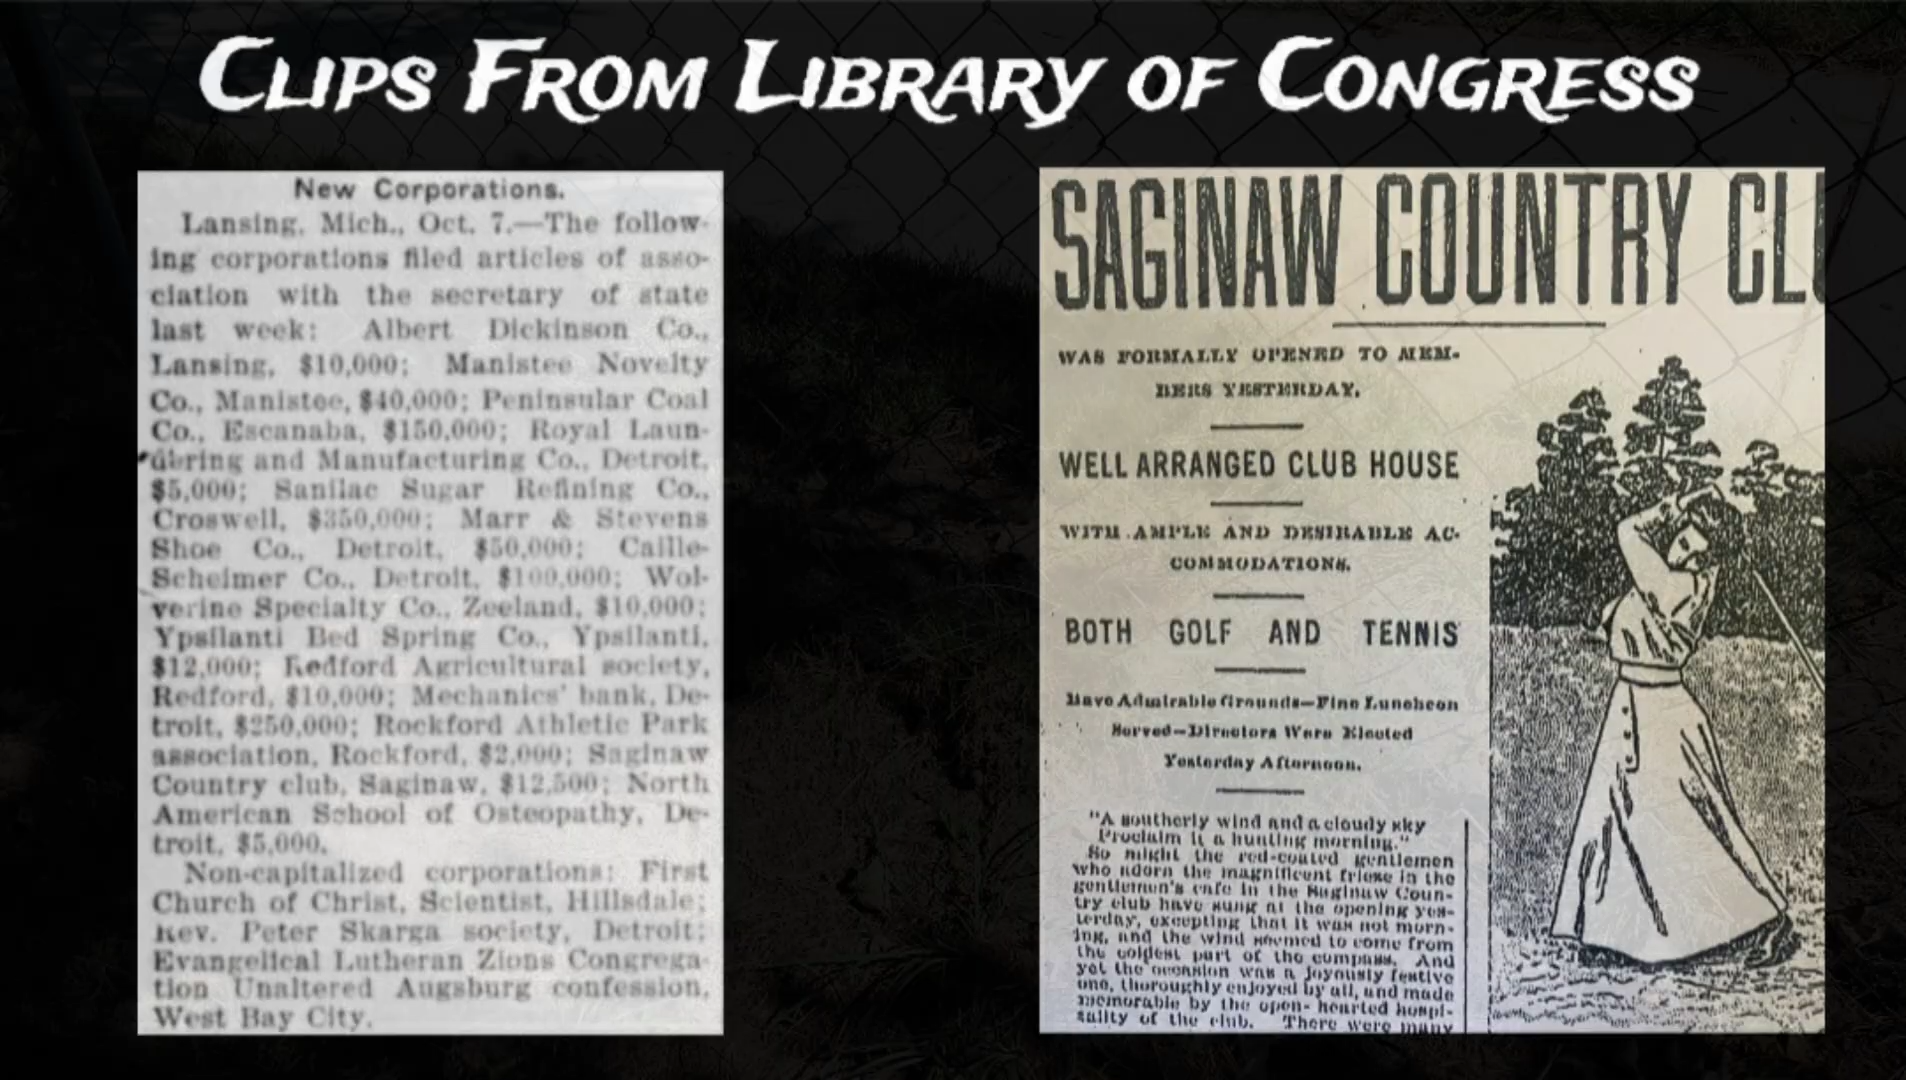 CLIPS FROM LIBRARY OF CONGRESS
New Corporations.
Lansing, Mich., Oct. 7.—The follow-
ing corporations filed articles of asso-
ciation with the secretary of state
last week: Albert Dickinson Co.,
Lansing, $10,000; Manistee Novelty
Co., Manistee, $40,000; Peninsular Coal
Co., Escanaba, $150,000; Royal Laun-
dering and Manufacturing Co., Detroit,
$5,000; Sanilac Sugar Refining Co.,
Croswell, $350,000; Marr & Stevens
Shoe Co., Detroit, $50,000; Caille-
Scheimer Co., Detroit, $100,000; Wol-
verine Specialty Co., Zeeland, $10,000;
Ypsilanti Bed Spring Co., Ypsilanti,
$12,000; Redford Agricultural society,
Redford, $10,000; Mechanics' bank, De-
troit, $250,000; Rockford Athletic Park
association, Rockford, $2,000; Saginaw
Country club, Saginaw, $12,500; North
American School of Osteopathy, De-
troit, $5,000.
Non-capitalized corporations: First
Church of Christ, Scientist, Hillsdale;
Rev. Peter Skarga society, Detroit;
Evangelical Lutheran Zions Congrega-
tion Unaltered Augsburg confession,
West Bay City.
SAGINAW COUNTRY CLU
WAS FORMALLY OPENED TO MEM-
BERS YESTERDAY.
WELL ARRANGED CLUB HOUSE
WITH AMPLE AND DESIRABLE AC-
COMMODATIONS.
BOTH GOLF AND TENNIS
Have Admirable Grounds—Fine Luncheon
Served—Directors Were Elected
Yesterday Afternoon.
"A southerly wind and a cloudy sky
Proclaim it a hunting morning."
So might the red-coated gentlemen
who adorn the magnificent frieze in the
gentlemen's cafe in the Saginaw Coun-
try club have sung at the opening yes-
terday, excepting that it was not morn-
ing, and the wind seemed to come from
the coldest part of the compass. And
yet the occasion was a joyously festive
one, thoroughly enjoyed by all, and made
memorable by the open-hearted hospi-
tality of the club. There were many